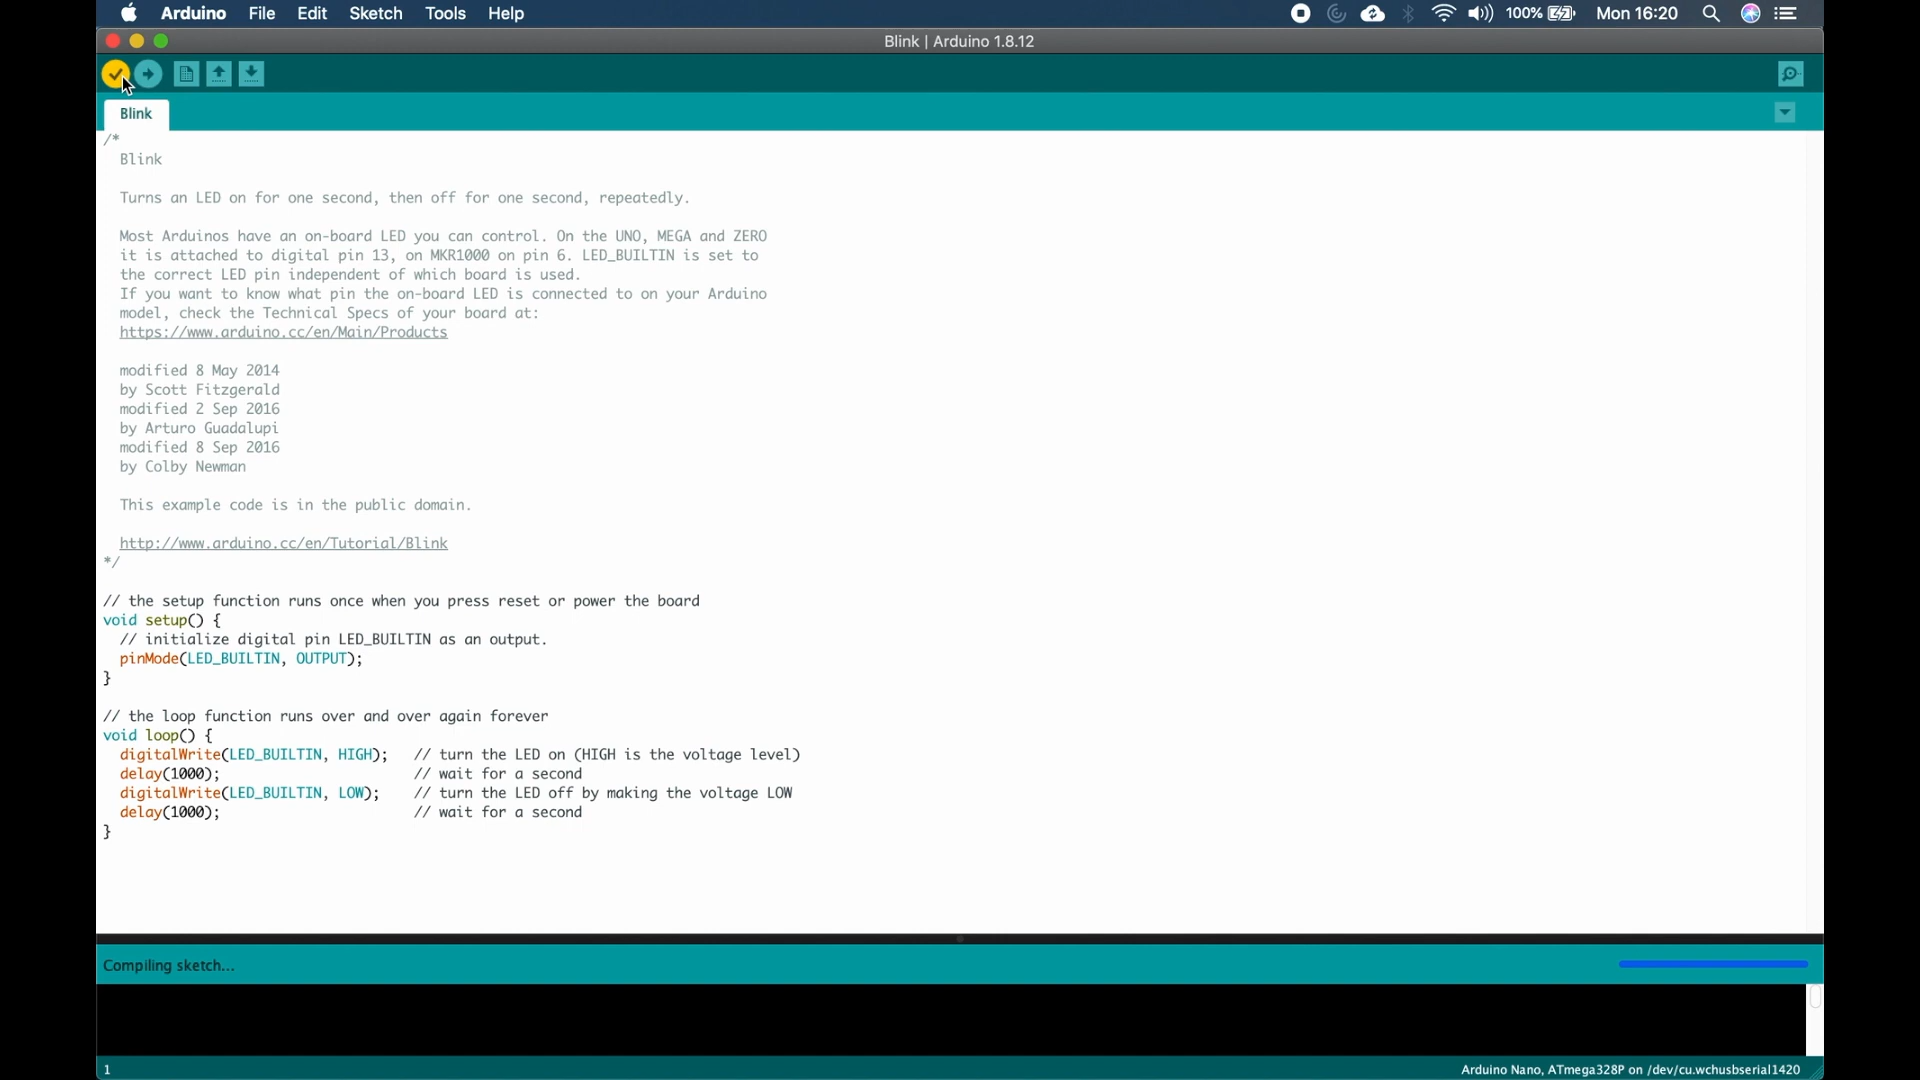 Arduino File Edit Sketch Tools Help 100% Mon 16:20
Blink | Arduino 1.8.12
Blink
/*
  Blink

  Turns an LED on for one second, then off for one second, repeatedly.

  Most Arduinos have an on-board LED you can control. On the UNO, MEGA and ZERO
  it is attached to digital pin 13, on MKR1000 on pin 6. LED_BUILTIN is set to
  the correct LED pin independent of which board is used.
  If you want to know what pin the on-board LED is connected to on your Arduino
  model, check the Technical Specs of your board at:
  https://www.arduino.cc/en/Main/Products

  modified 8 May 2014
  by Scott Fitzgerald
  modified 2 Sep 2016
  by Arturo Guadalupi
  modified 8 Sep 2016
  by Colby Newman

  This example code is in the public domain.

  http://www.arduino.cc/en/Tutorial/Blink
*/

// the setup function runs once when you press reset or power the board
void setup() {
  // initialize digital pin LED_BUILTIN as an output.
  pinMode(LED_BUILTIN, OUTPUT);
}

// the loop function runs over and over again forever
void loop() {
  digitalWrite(LED_BUILTIN, HIGH);   // turn the LED on (HIGH is the voltage level)
  delay(1000);                       // wait for a second
  digitalWrite(LED_BUILTIN, LOW);    // turn the LED off by making the voltage LOW
  delay(1000);                       // wait for a second
}
Compiling sketch...
1 Arduino Nano, ATmega328P on /dev/cu.wchusbserial1420